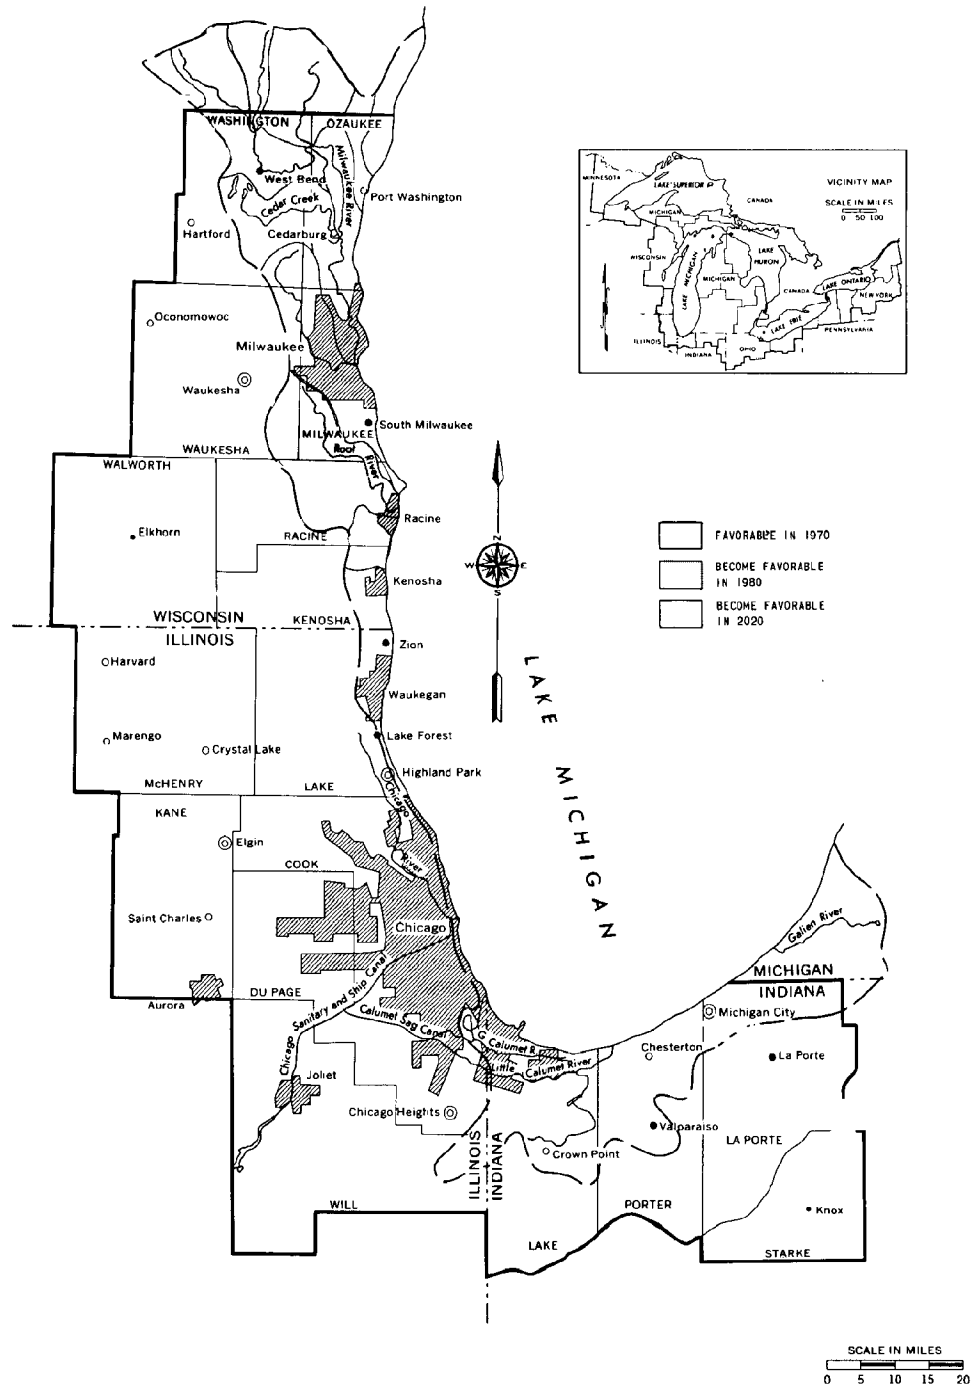 WASHINGTON
OZAUKEE
West Bend
Milwaukee River
Port Washington
Cedar Creek
Hartford
Cedarburg
Oconomowoc
Milwaukee
Waukesha
South Milwaukee
MILWAUKEE
Root River
WAUKESHA
WALWORTH
Racine
Elkhorn
RACINE
Kenosha
KENOSHA
WISCONSIN
ILLINOIS
Zion
Harvard
Waukegan
Marengo
Lake Forest
Crystal Lake
Highland Park
McHENRY
LAKE
Chicago River
KANE
Elgin
COOK
Saint Charles
Chicago
DU PAGE
Aurora
Chicago Sanitary and Ship Canal
Calumet Sag Canal
G Calumet R.
Little Calumet River
Joliet
Chicago Heights
ILLINOIS
INDIANA
WILL
LAKE MICHIGAN
Galien River
MICHIGAN
INDIANA
Michigan City
Chesterton
La Porte
Valparaiso
LA PORTE
Crown Point
PORTER
Knox
LAKE
STARKE
VICINITY MAP
SCALE IN MILES
0 50 100
MINNESOTA
LAKE SUPERIOR
CANADA
MICHIGAN
WISCONSIN
LAKE MICHIGAN
LAKE HURON
MICHIGAN
CANADA
LAKE ONTARIO
NEW YORK
LAKE ERIE
PENNSYLVANIA
ILLINOIS
INDIANA
OHIO
N
W
E
S
FAVORABLE IN 1970
BECOME FAVORABLE
IN 1980
BECOME FAVORABLE
IN 2020
SCALE IN MILES
0 5 10 15 20